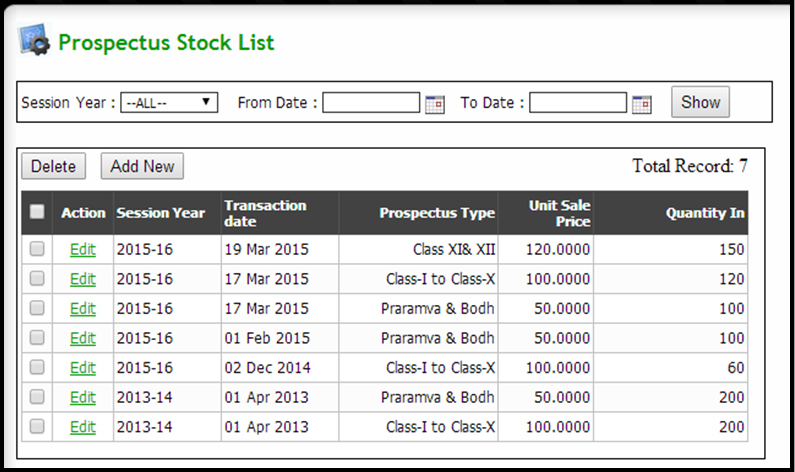 Prospectus Stock List
Session Year : --ALL-- From Date : To Date : Show
Delete Add New Total Record: 7
Action Session Year Transaction date Prospectus Type Unit Sale Price Quantity In
Edit 2015-16 19 Mar 2015 Class XI& XII 120.0000 150
Edit 2015-16 17 Mar 2015 Class-I to Class-X 100.0000 120
Edit 2015-16 17 Mar 2015 Praramva & Bodh 50.0000 100
Edit 2015-16 01 Feb 2015 Praramva & Bodh 50.0000 100
Edit 2015-16 02 Dec 2014 Class-I to Class-X 100.0000 60
Edit 2013-14 01 Apr 2013 Praramva & Bodh 50.0000 200
Edit 2013-14 01 Apr 2013 Class-I to Class-X 100.0000 200